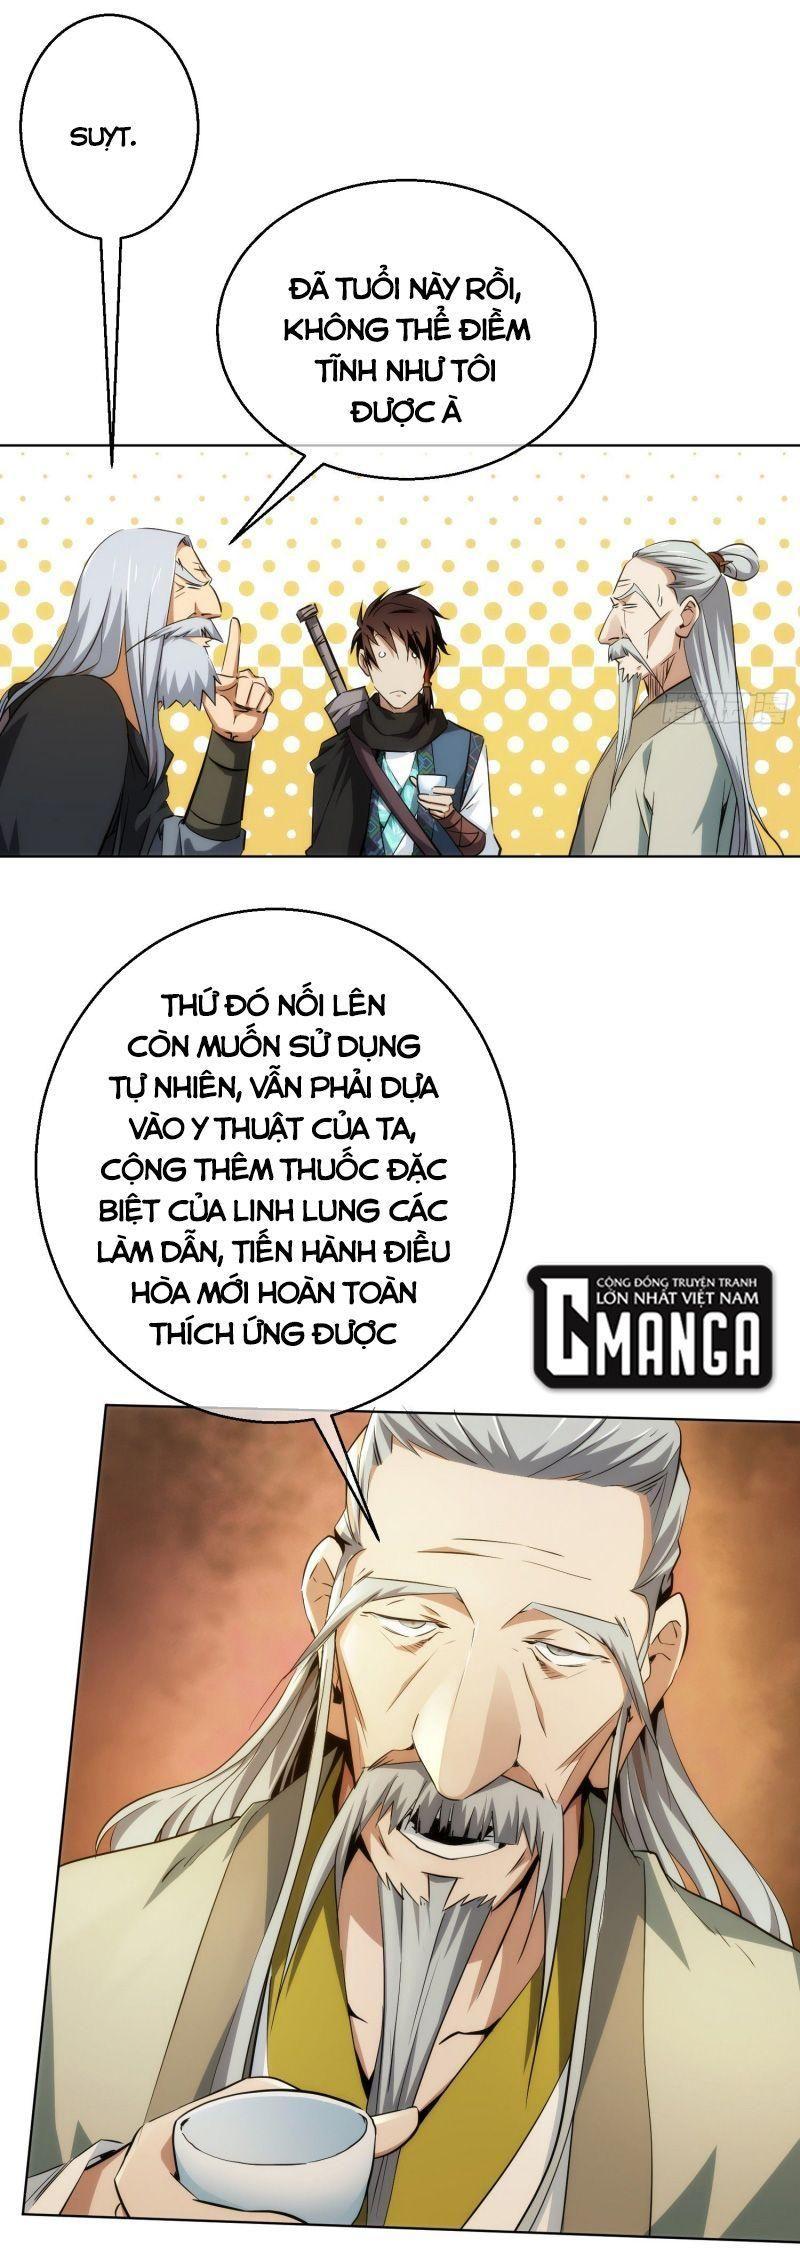 SUỴT.
ĐÃ TUỔI NÀY RỒI,
KHÔNG THỂ ĐIỀM
TĨNH NHƯ TÔI
ĐƯỢC À
THỨ ĐÓ NỐI LÊN
CÒN MUỐN SỬ DỤNG
TỰ NHIÊN, VẪN PHẢI DỰA
VÀO Y THUẬT CỦA TA,
CỘNG THÊM THUỐC ĐẶC
BIỆT CỦA LINH LUNG CÁC
LÀM DẪN, TIẾN HÀNH ĐIỀU
HÒA MỚI HOÀN TOÀN
THÍCH ỨNG ĐƯỢC
CỘNG ĐỒNG TRUYỆN TRANH
LỚN NHẤT VIỆT NAM
CMANGA